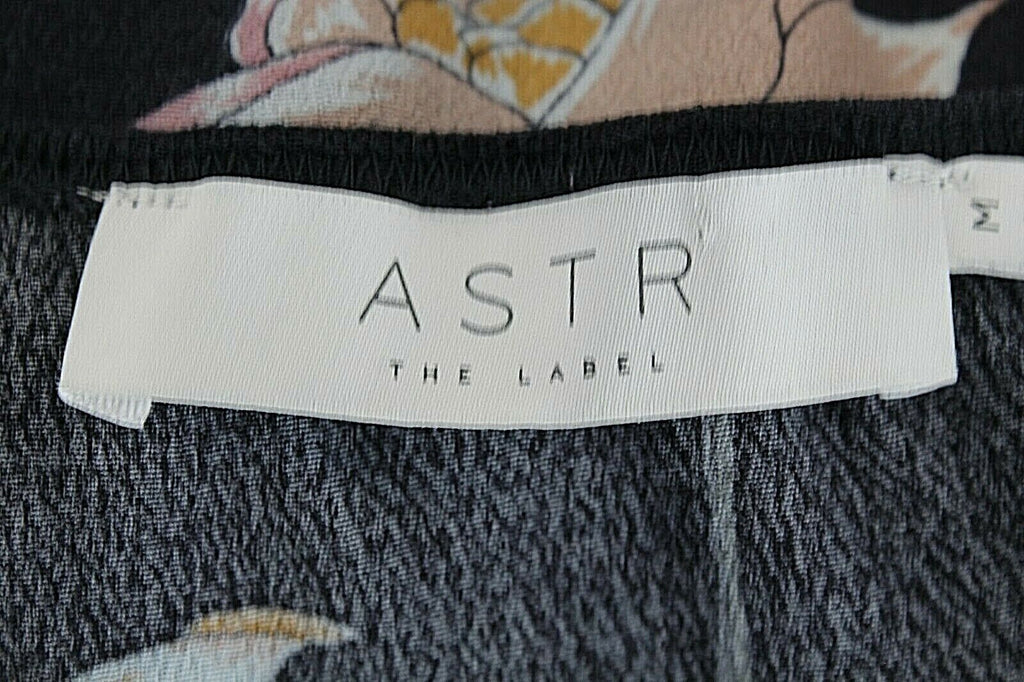 ASTR
THE LABEL
M